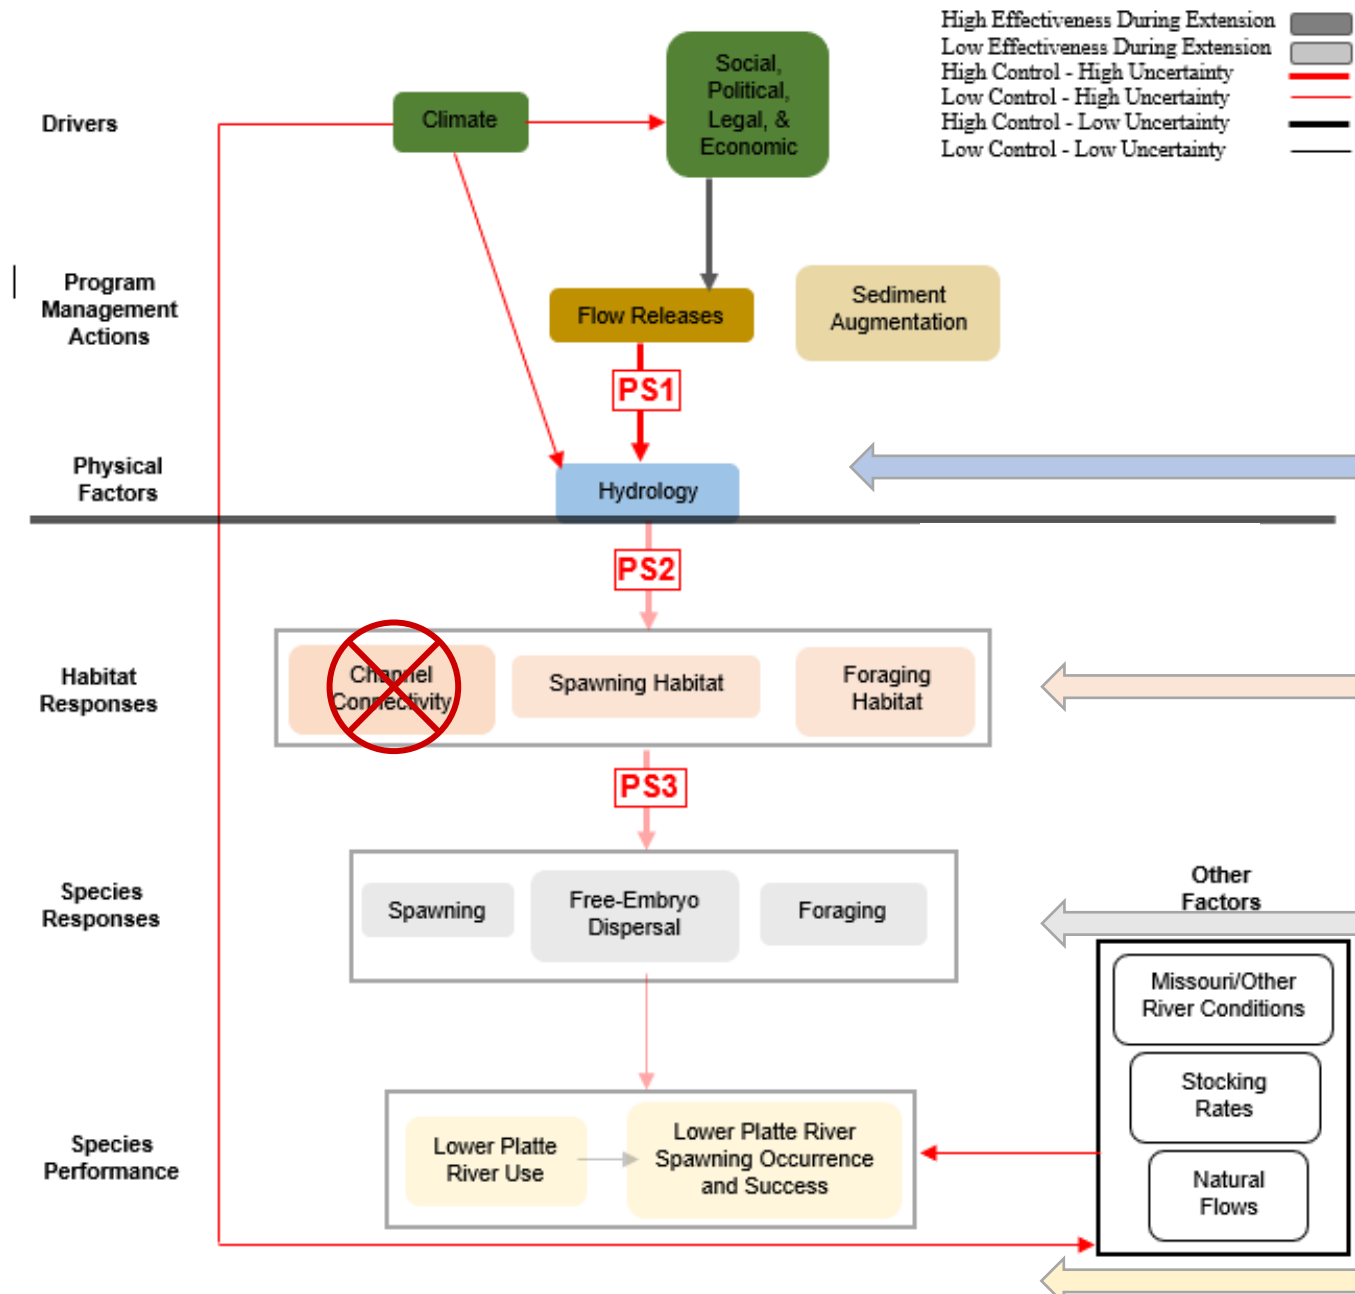 High Effectiveness During Extension
Low Effectiveness During Extension
High Control - High Uncertainty
Low Control - High Uncertainty
High Control - Low Uncertainty
Low Control - Low Uncertainty
Drivers
Climate
Social,
Political,
Legal, &
Economic
Program
Management
Actions
Flow Releases
Sediment
Augmentation
PS1
Physical
Factors
Hydrology
PS2
Habitat
Responses
Channel
Connectivity
Spawning Habitat
Foraging
Habitat
PS3
Species
Responses
Spawning
Free-Embryo
Dispersal
Foraging
Other
Factors
Missouri/Other
River Conditions
Stocking
Rates
Natural
Flows
Species
Performance
Lower Platte
River Use
Lower Platte River
Spawning Occurrence
and Success